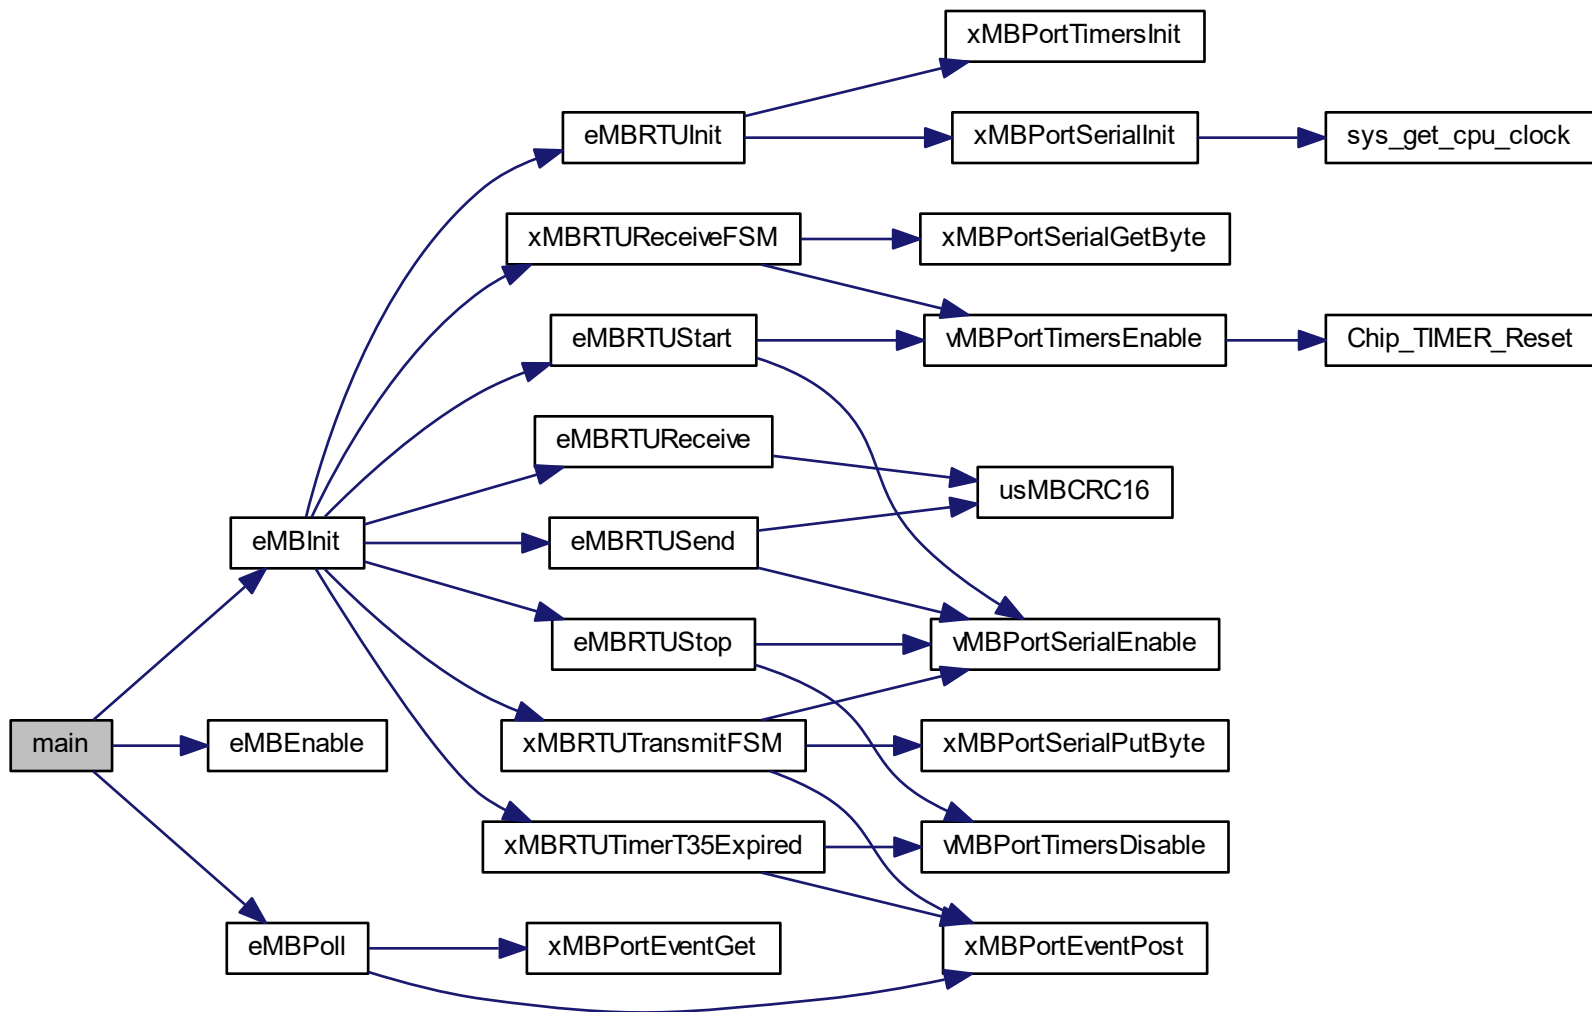 xMBPortTimersInit
eMBRTUInit
xMBPortSerialInit
sys_get_cpu_clock
xMBRTUReceiveFSM
xMBPortSerialGetByte
eMBRTUStart
vMBPortTimersEnable
Chip_TIMER_Reset
eMBRTUReceive
usMBCRC16
eMBInit
eMBRTUSend
eMBRTUStop
vMBPortSerialEnable
main
eMBEnable
xMBRTUTransmitFSM
xMBPortSerialPutByte
xMBRTUTimerT35Expired
vMBPortTimersDisable
eMBPoll
xMBPortEventGet
xMBPortEventPost